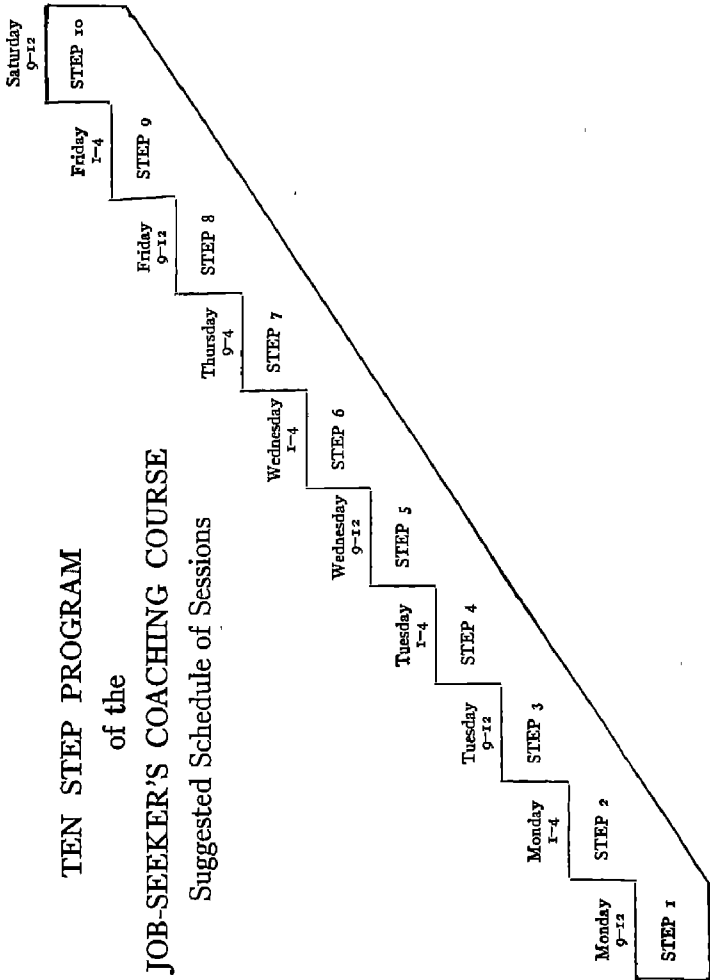 TEN STEP PROGRAM
of the
JOB-SEEKER'S COACHING COURSE
Suggested Schedule of Sessions
Monday
9-12
STEP 1
Monday
1-4
STEP 2
Tuesday
9-12
STEP 3
Tuesday
1-4
STEP 4
Wednesday
9-12
STEP 5
Wednesday
1-4
STEP 6
Thursday
9-4
STEP 7
Friday
9-12
STEP 8
Friday
1-4
STEP 9
Saturday
9-12
STEP 10